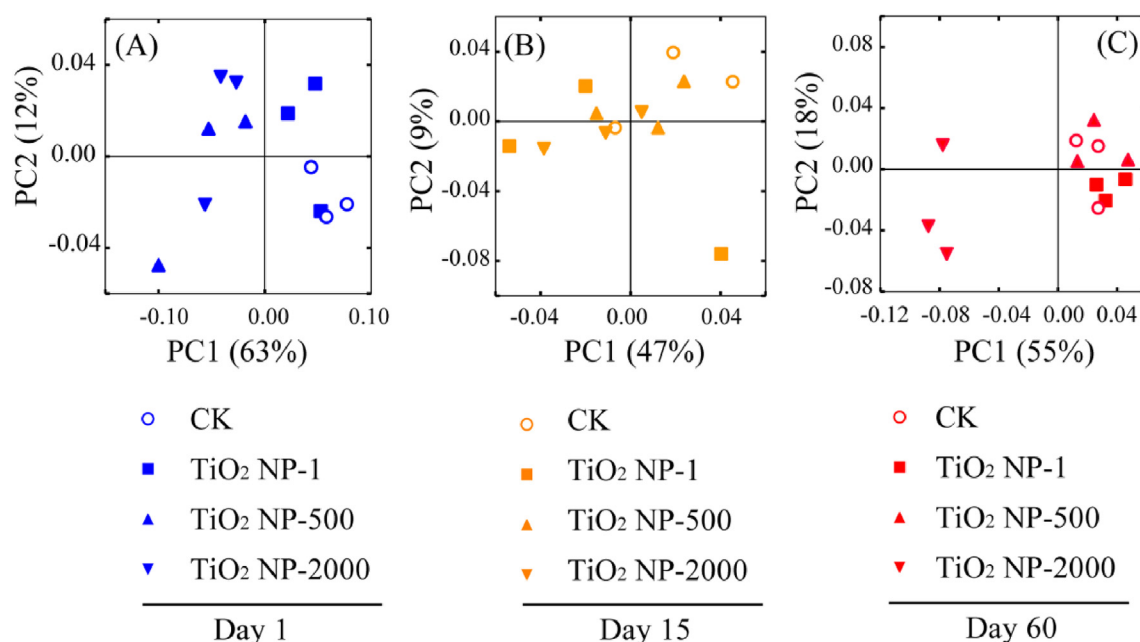 (A)
PC2 (12%)
0.04
0.00
-0.04
-0.10
0.00
0.10
PC1 (63%)
(B)
PC2 (9%)
0.04
0.00
-0.04
-0.08
-0.04
0.00
0.04
PC1 (47%)
(C)
PC2 (18%)
0.08
0.04
0.00
-0.04
-0.08
-0.12
-0.08
-0.04
0.00
0.04
PC1 (55%)
CK
TiO2 NP-1
TiO2 NP-500
TiO2 NP-2000
Day 1
CK
TiO2 NP-1
TiO2 NP-500
TiO2 NP-2000
Day 15
CK
TiO2 NP-1
TiO2 NP-500
TiO2 NP-2000
Day 60